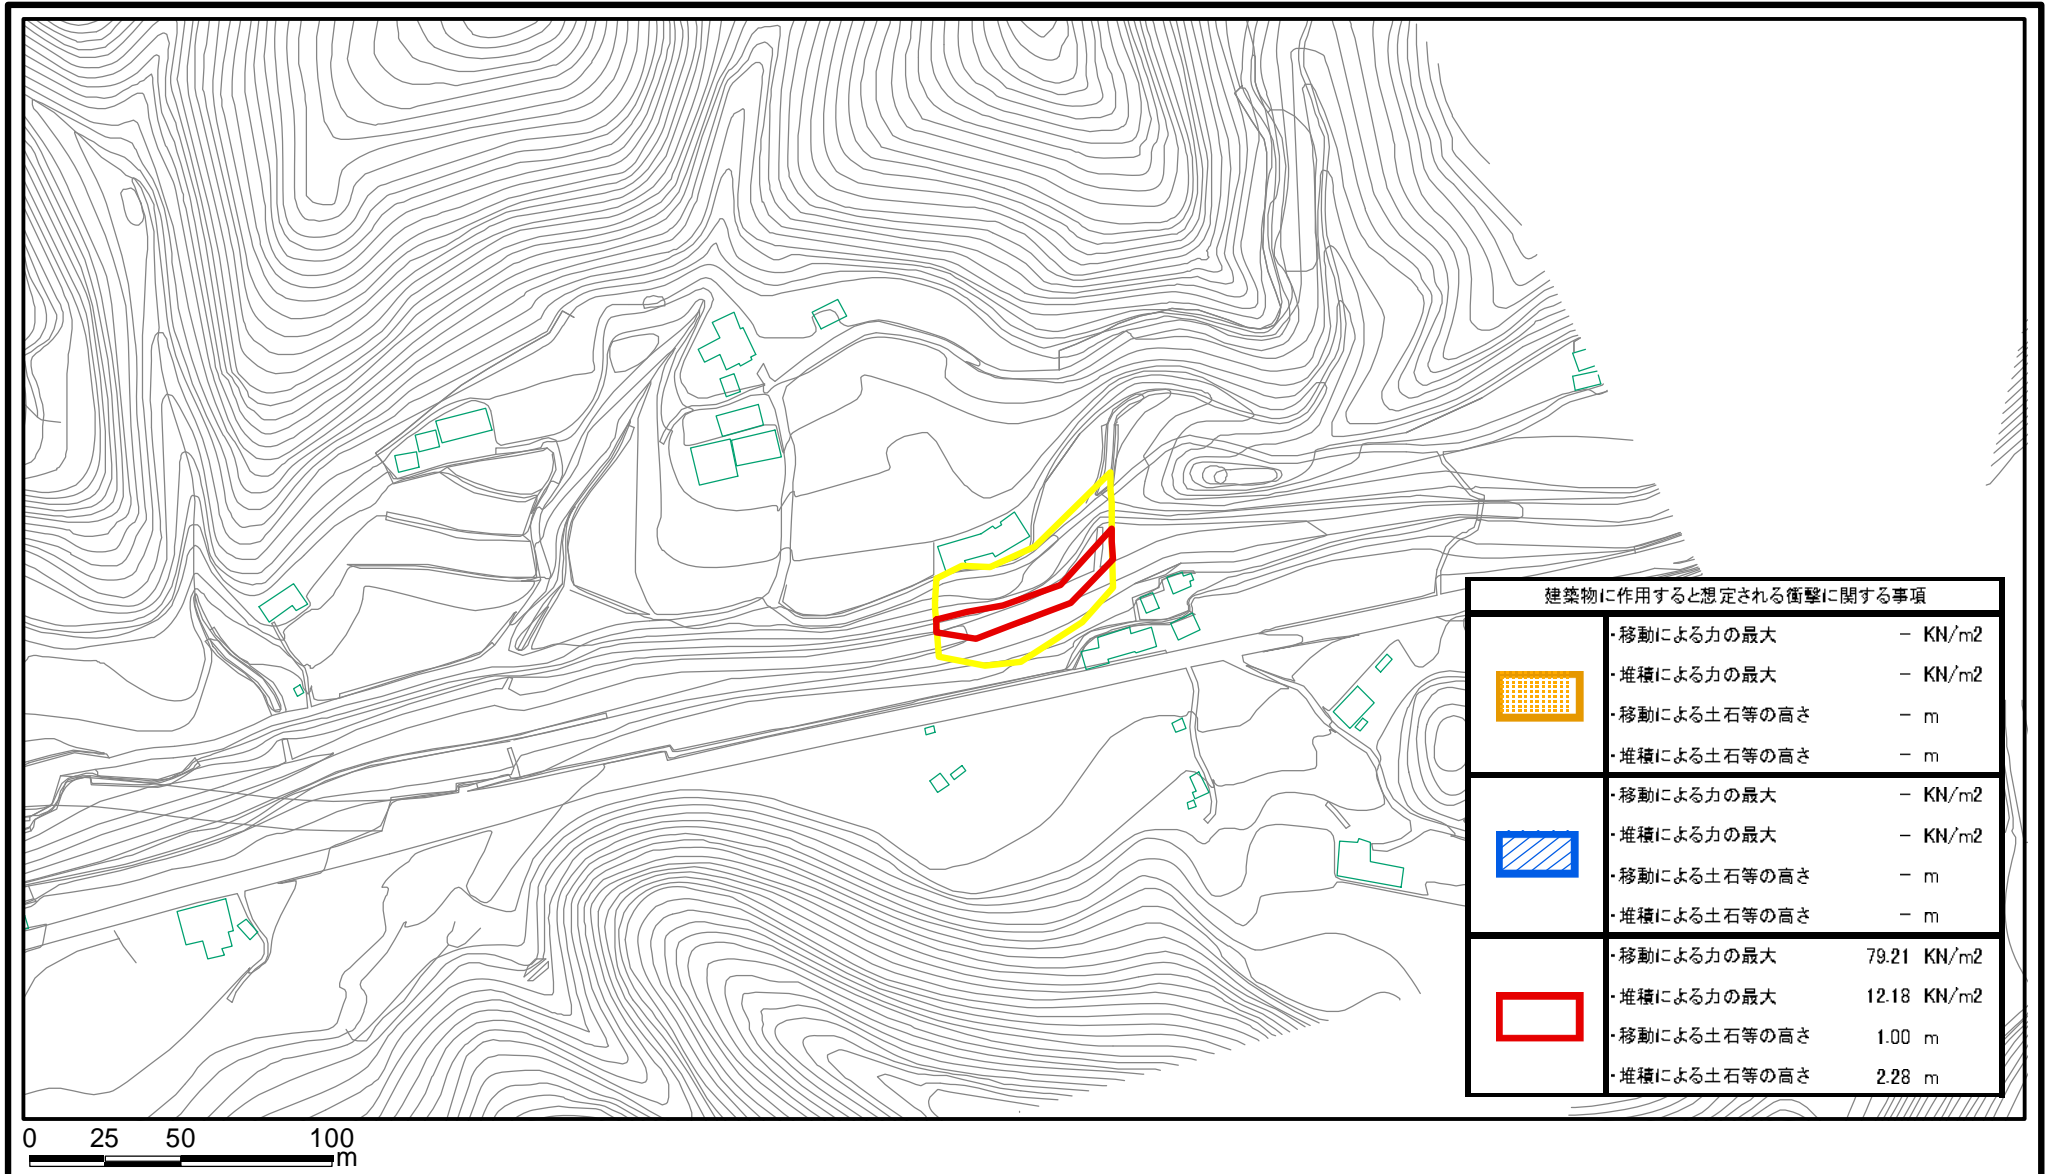 建築物に作用すると想定される衝撃に関する事項
・移動による力の最大 － KN/m2
・堆積による力の最大 － KN/m2
・移動による土石等の高さ － m
・堆積による土石等の高さ － m
・移動による力の最大 － KN/m2
・堆積による力の最大 － KN/m2
・移動による土石等の高さ － m
・堆積による土石等の高さ － m
・移動による力の最大 79.21 KN/m2
・堆積による力の最大 12.18 KN/m2
・移動による土石等の高さ 1.00 m
・堆積による土石等の高さ 2.28 m
0 25 50 100
m